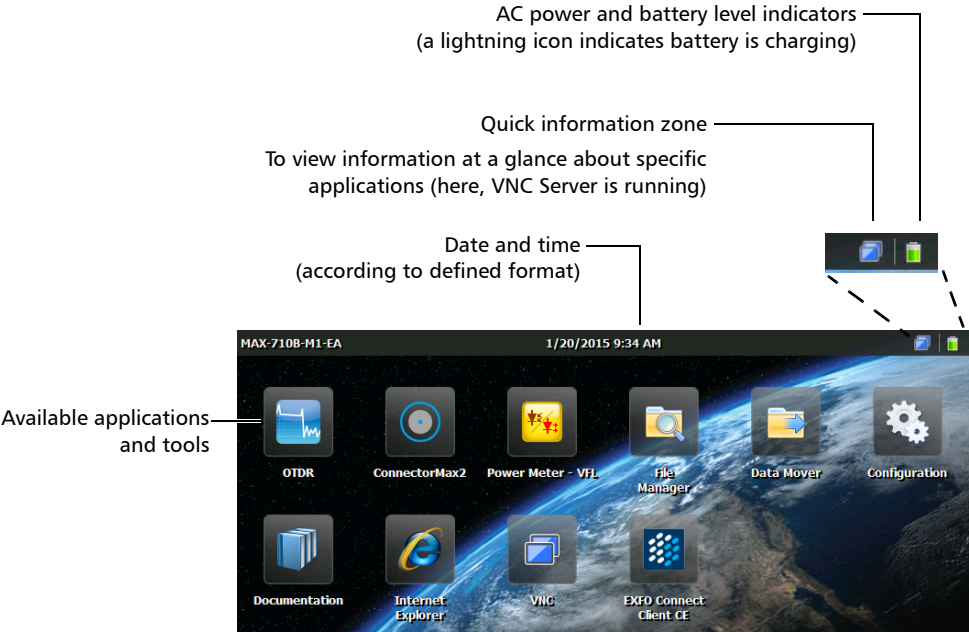 AC power and battery level indicators
(a lightning icon indicates battery is charging)
Quick information zone
To view information at a glance about specific
applications (here, VNC Server is running)
Date and time
(according to defined format)
MAX-710B-M1-EA
1/20/2015 9:34 AM
Available applications
and tools
OTDR
ConnectorMax2
Power Meter - VFL
File
Manager
Data Mover
Configuration
Documentation
Internet
Explorer
VNC
EXFO Connect
Client CE